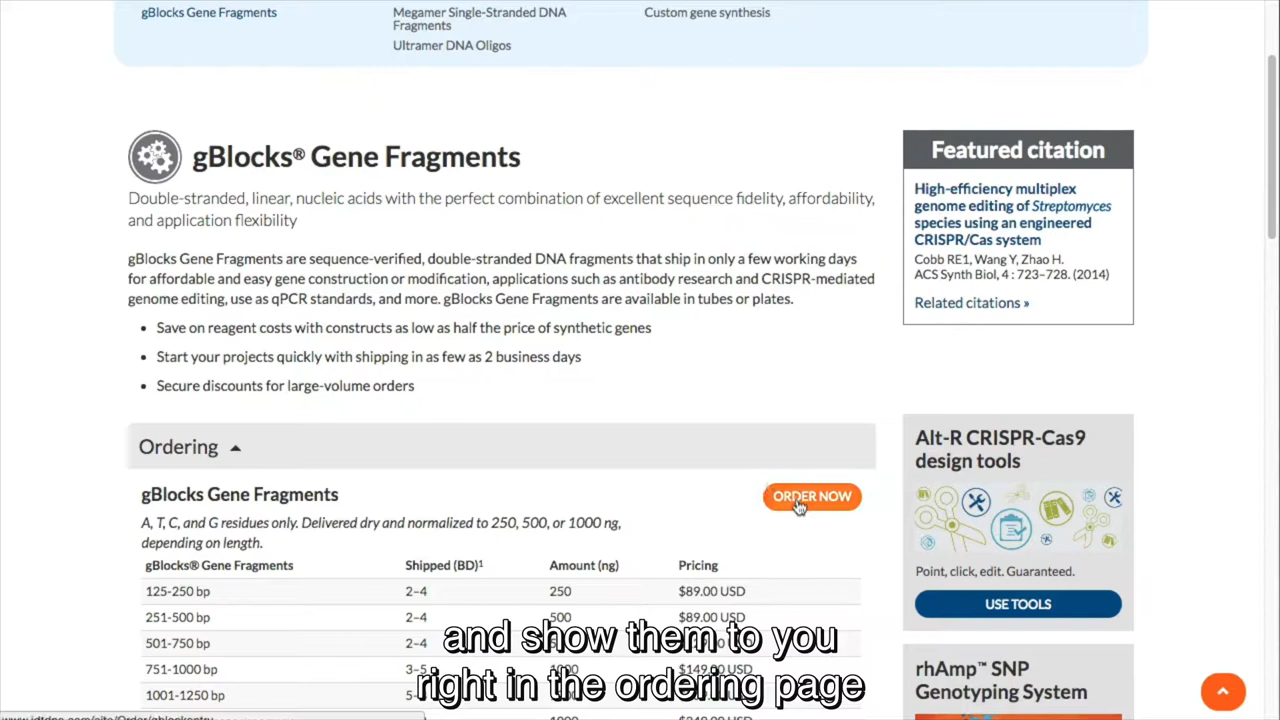 gBlocks Gene Fragments
Megamer Single-Stranded DNA
Fragments
Ultramer DNA Oligos
Custom gene synthesis
gBlocks® Gene Fragments
Double-stranded, linear, nucleic acids with the perfect combination of excellent sequence fidelity, affordability,
and application flexibility
gBlocks Gene Fragments are sequence-verified, double-stranded DNA fragments that ship in only a few working days
for affordable and easy gene construction or modification, applications such as antibody research and CRISPR-mediated
genome editing, use as qPCR standards, and more. gBlocks Gene Fragments are available in tubes or plates.
• Save on reagent costs with constructs as low as half the price of synthetic genes
• Start your projects quickly with shipping in as few as 2 business days
• Secure discounts for large-volume orders
Ordering
gBlocks Gene Fragments
ORDER NOW
A, T, C, and G residues only. Delivered dry and normalized to 250, 500, or 1000 ng,
depending on length.
gBlocks® Gene Fragments Shipped (BD)¹ Amount (ng) Pricing
125-250 bp 2–4 250 $89.00 USD
251-500 bp 2–4 500 $89.00 USD
501-750 bp 2–4
751-1000 bp
1001-1250 bp
Featured citation
High-efficiency multiplex
genome editing of Streptomyces
species using an engineered
CRISPR/Cas system
Cobb RE1, Wang Y, Zhao H.
ACS Synth Biol, 4 : 723–728. (2014)
Related citations »
Alt-R CRISPR-Cas9
design tools
Point, click, edit. Guaranteed.
USE TOOLS
rhAmp™ SNP
Genotyping System
and show them to you
right in the ordering page